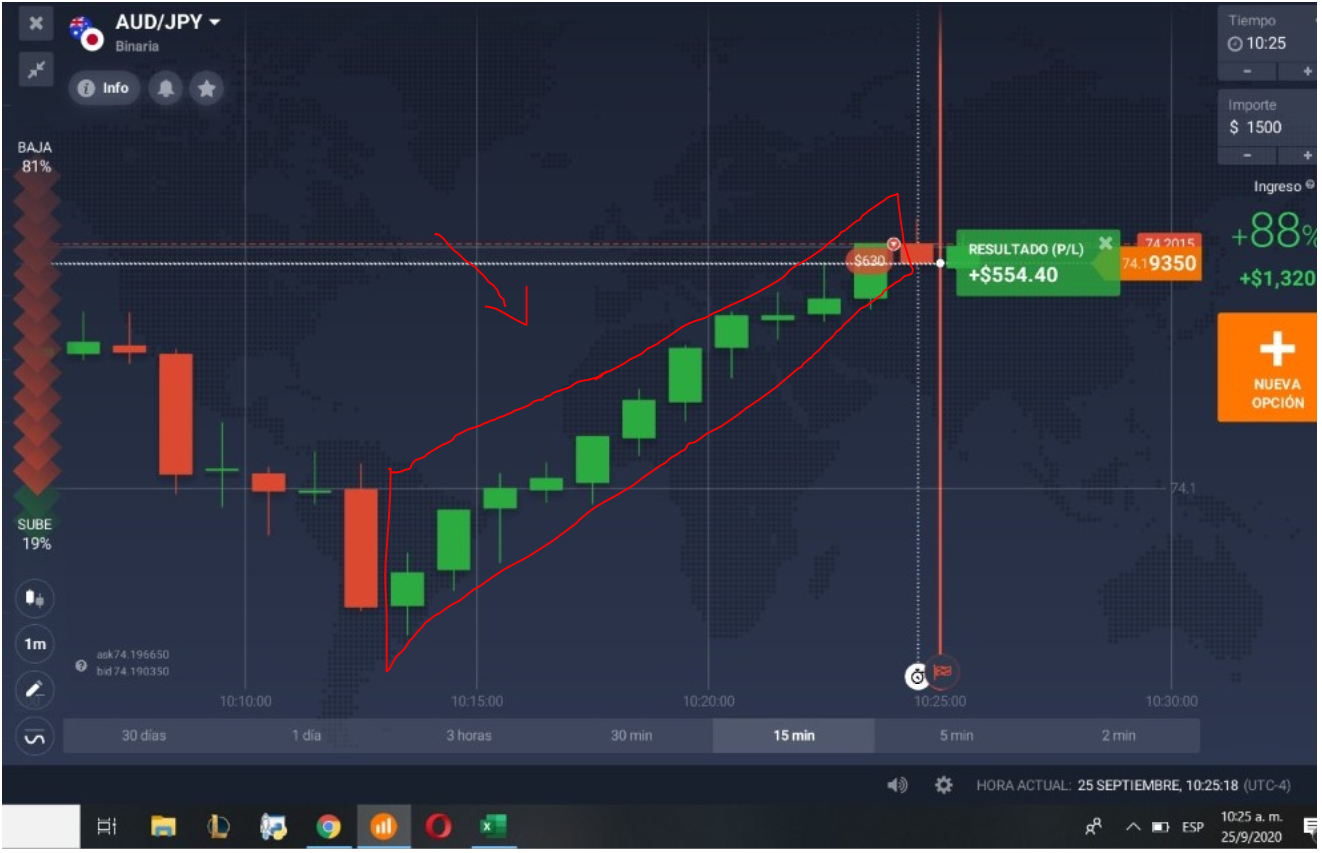 AUD/JPY
Binaria
Info
BAJA
81%
SUBE
19%
1m
ask74.196650
bid74.190350
$630
RESULTADO (P/L)
+$554.40
74.2015
74.19350
74.1
10:10:00
10:15:00
10:20:00
10:25:00
10:30:00
30 días
1 día
3 horas
30 min
15 min
5 min
2 min
Tiempo
10:25
- +
Importe
$ 1500
- +
Ingreso
+88%
+$1,320
NUEVA
OPCIÓN
HORA ACTUAL: 25 SEPTIEMBRE, 10:25:18 (UTC-4)
ESP
10:25 a. m.
25/9/2020